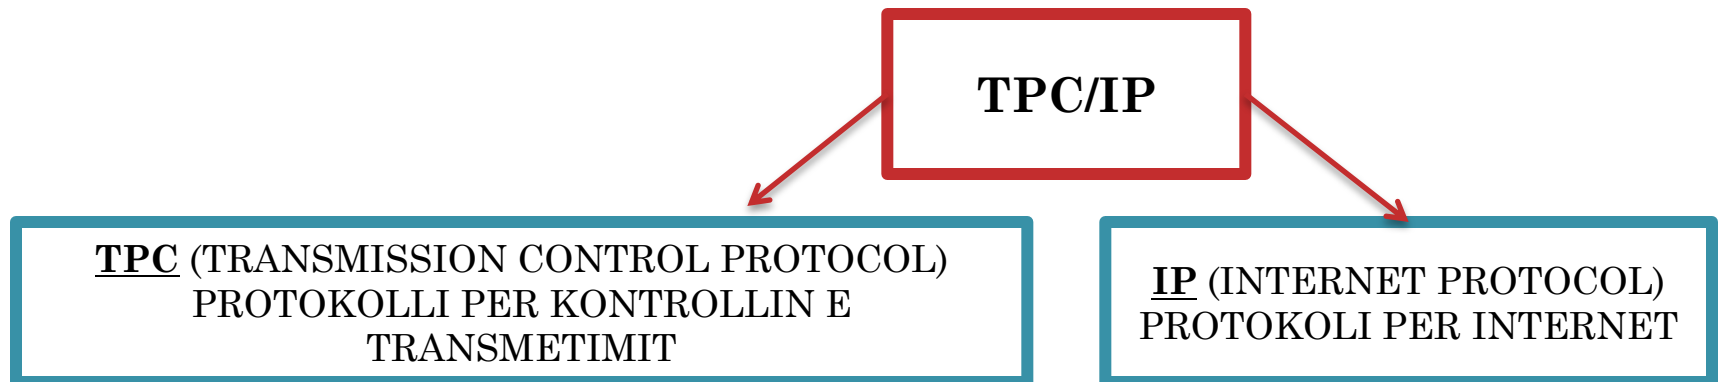 TPC/IP
TPC (TRANSMISSION CONTROL PROTOCOL)
PROTOKOLLI PER KONTROLLIN E
TRANSMETIMIT
IP (INTERNET PROTOCOL)
PROTOKOLI PER INTERNET